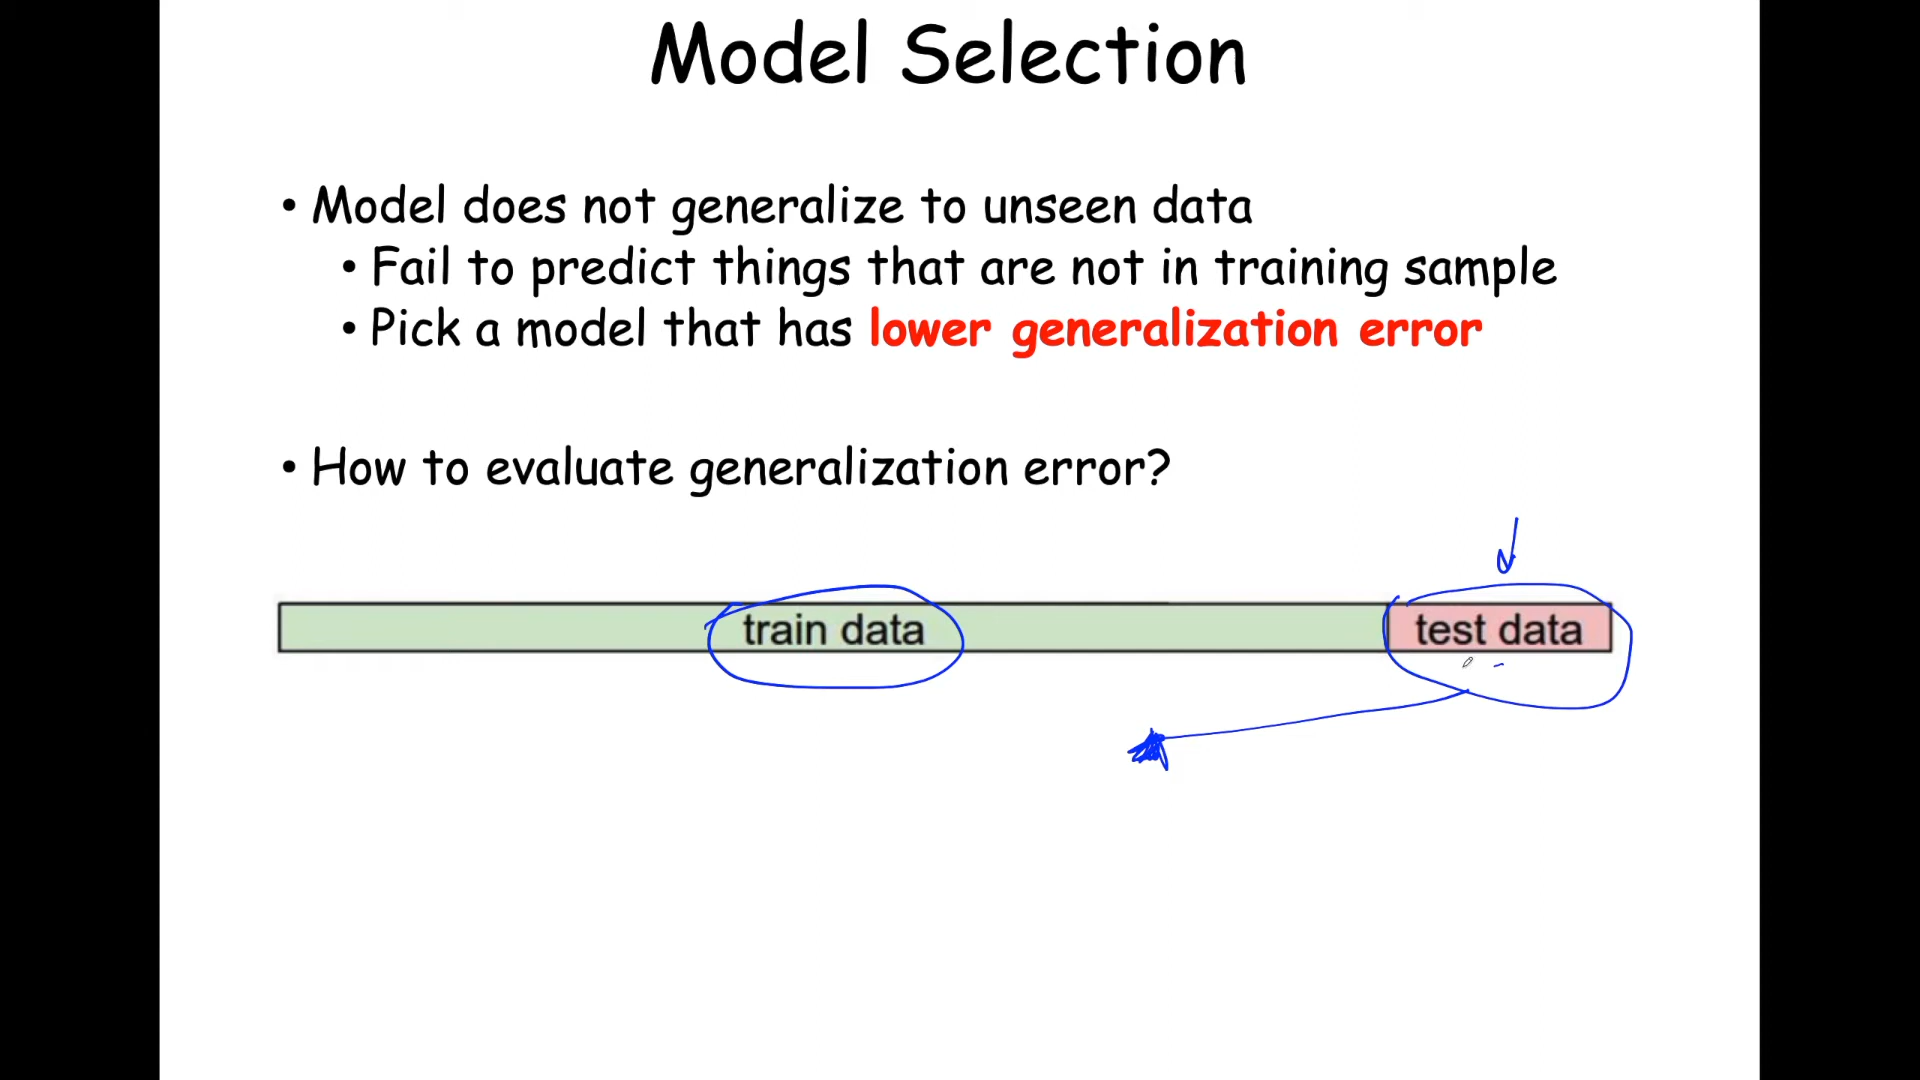 Model Selection
• Model does not generalize to unseen data
• Fail to predict things that are not in training sample
• Pick a model that has lower generalization error
• How to evaluate generalization error?
train data test data